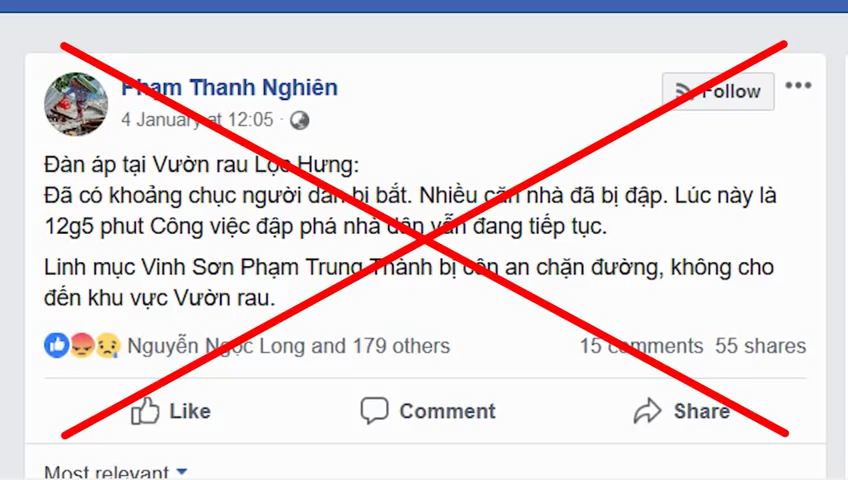 Phạm Thanh Nghiên
Follow
4 January at 12:05
Đàn áp tại Vườn rau Lộc Hưng:
Đã có khoảng chục người dân bị bắt. Nhiều căn nhà đã bị đập. Lúc này là
12g5 phut Công việc đập phá nhà dân vẫn đang tiếp tục.
Linh mục Vinh Sơn Phạm Trung Thành bị côn an chặn đường, không cho
đến khu vực Vườn rau.
Nguyễn Ngọc Long and 179 others
15 comments 55 shares
Like
Comment
Share
Most relevant